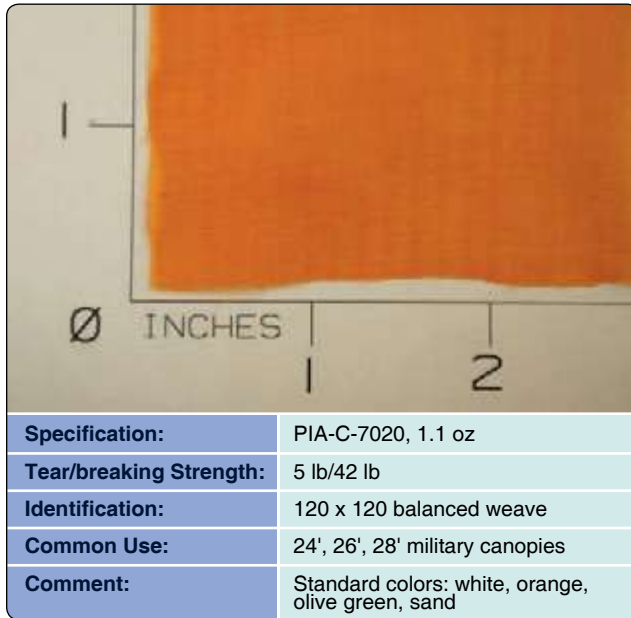 1
Ø INCHES
1 2
Specification: PIA-C-7020, 1.1 oz
Tear/breaking Strength: 5 lb/42 lb
Identification: 120 x 120 balanced weave
Common Use: 24', 26', 28' military canopies
Comment: Standard colors: white, orange,
olive green, sand